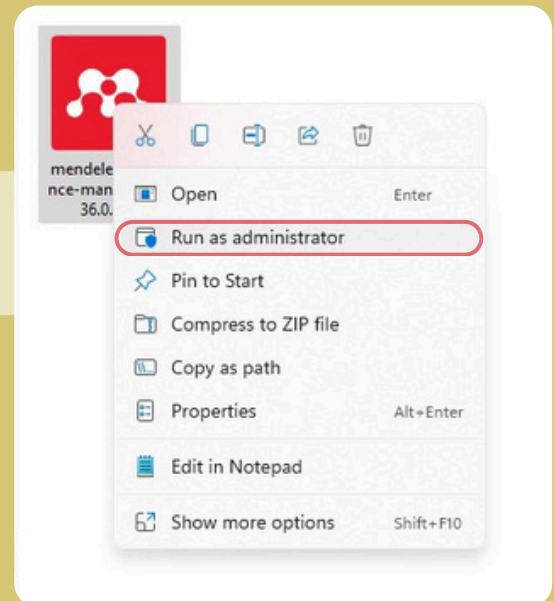 mendele
nce-man
36.0.
Open Enter
Run as administrator
Pin to Start
Compress to ZIP file
Copy as path
Properties Alt+Enter
Edit in Notepad
Show more options Shift+F10